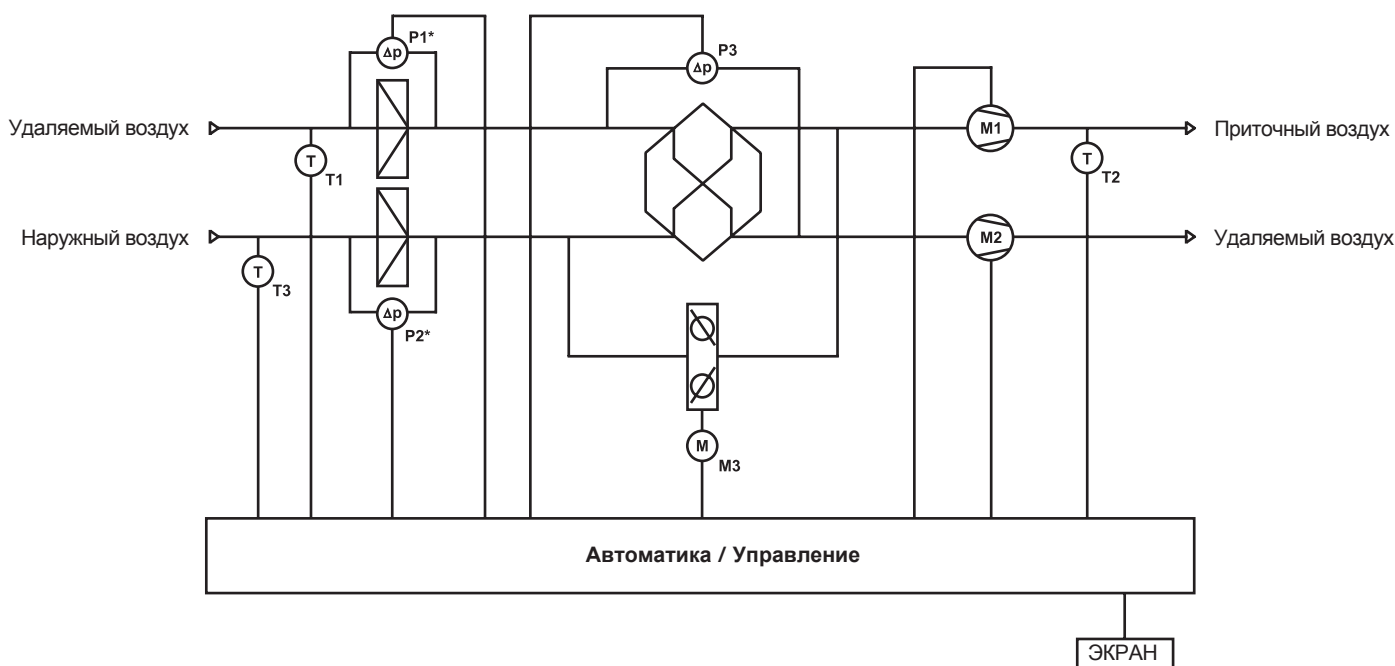 P1*
Δp
P3
Δp
Удаляемый воздух
M1
Приточный воздух
T
T1
T
T2
Наружный воздух
M2
Удаляемый воздух
T
T3
Δp
P2*
M
M3
Автоматика / Управление
ЭКРАН